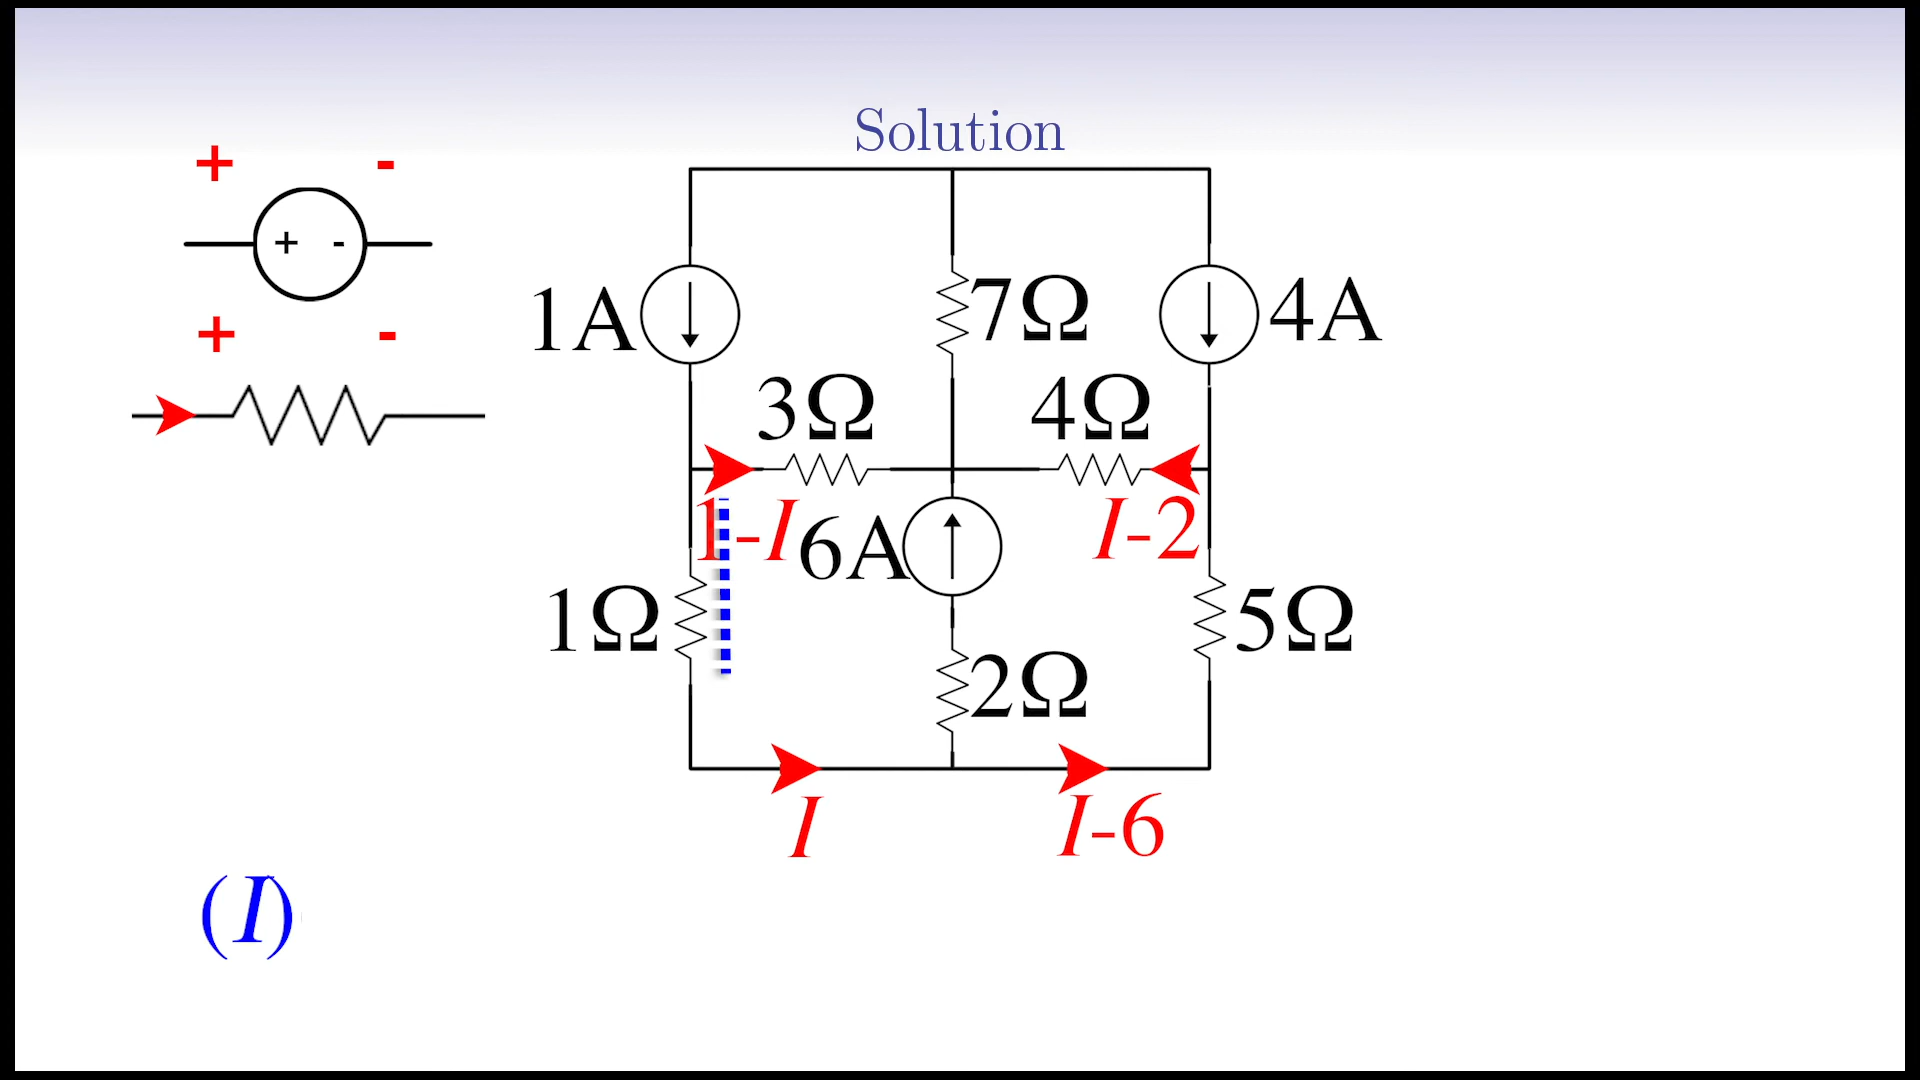 Solution
+ -
+ -
+ -
1A
7Ω
4A
3Ω
4Ω
1-I
6A
I-2
1Ω
5Ω
2Ω
I
I-6
(I)